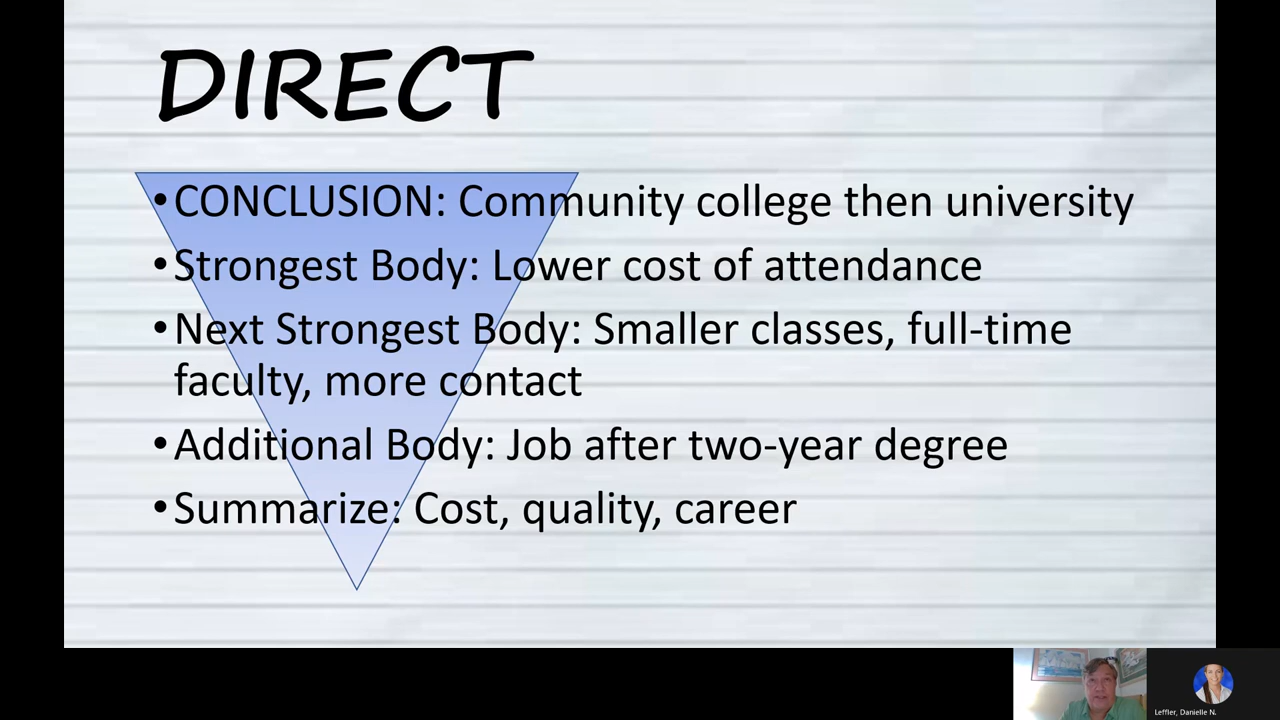 DIRECT
•CONCLUSION: Community college then university
•Strongest Body: Lower cost of attendance
•Next Strongest Body: Smaller classes, full-time
faculty, more contact
•Additional Body: Job after two-year degree
•Summarize: Cost, quality, career
Leffler, Danielle N.